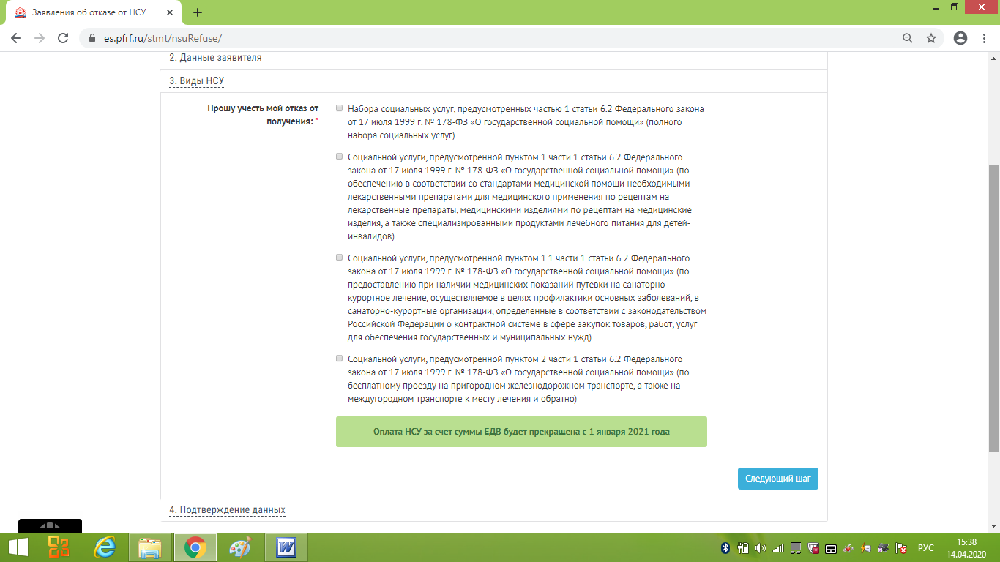 Заявления об отказе от НСУ
es.pfrf.ru/stmt/nsuRefuse/
2. Данные заявителя
3. Виды НСУ
Прошу учесть мой отказ от
получения: *
Набора социальных услуг, предусмотренных частью 1 статьи 6.2 Федерального закона
от 17 июля 1999 г. № 178-ФЗ «О государственной социальной помощи» (полного
набора социальных услуг)
Социальной услуги, предусмотренной пунктом 1 части 1 статьи 6.2 Федерального
закона от 17 июля 1999 г. № 178-ФЗ «О государственной социальной помощи» (по
обеспечению в соответствии со стандартами медицинской помощи необходимыми
лекарственными препаратами для медицинского применения по рецептам на
лекарственные препараты, медицинскими изделиями по рецептам на медицинские
изделия, а также специализированными продуктами лечебного питания для детей-
инвалидов)
Социальной услуги, предусмотренной пунктом 1.1 части 1 статьи 6.2 Федерального
закона от 17 июля 1999 г. № 178-ФЗ «О государственной социальной помощи» (по
предоставлению при наличии медицинских показаний путевки на санаторно-
курортное лечение, осуществляемое в целях профилактики основных заболеваний, в
санаторно-курортные организации, определенные в соответствии с законодательством
Российской Федерации о контрактной системе в сфере закупок товаров, работ, услуг
для обеспечения государственных и муниципальных нужд)
Социальной услуги, предусмотренной пунктом 2 части 1 статьи 6.2 Федерального
закона от 17 июля 1999 г. № 178-ФЗ «О государственной социальной помощи» (по
бесплатному проезду на пригородном железнодорожном транспорте, а также на
междугородном транспорте к месту лечения и обратно)
Оплата НСУ за счет суммы ЕДВ будет прекращена с 1 января 2021 года
Следующий шаг
4. Подтверждение данных
РУС
15:38
14.04.2020